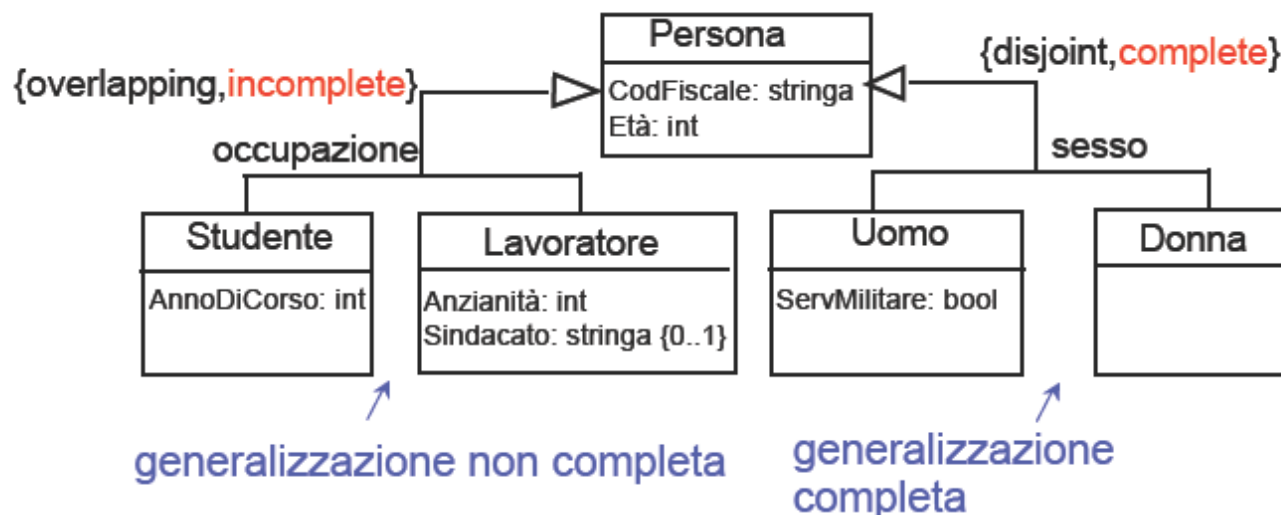 Persona
{disjoint,complete}
{overlapping,incomplete}
CodFiscale: stringa
Età: int
occupazione
sesso
Studente
Lavoratore
Uomo
Donna
AnnoDiCorso: int
Anzianità: int
Sindacato: stringa {0..1}
ServMilitare: bool
generalizzazione non completa
generalizzazione
completa